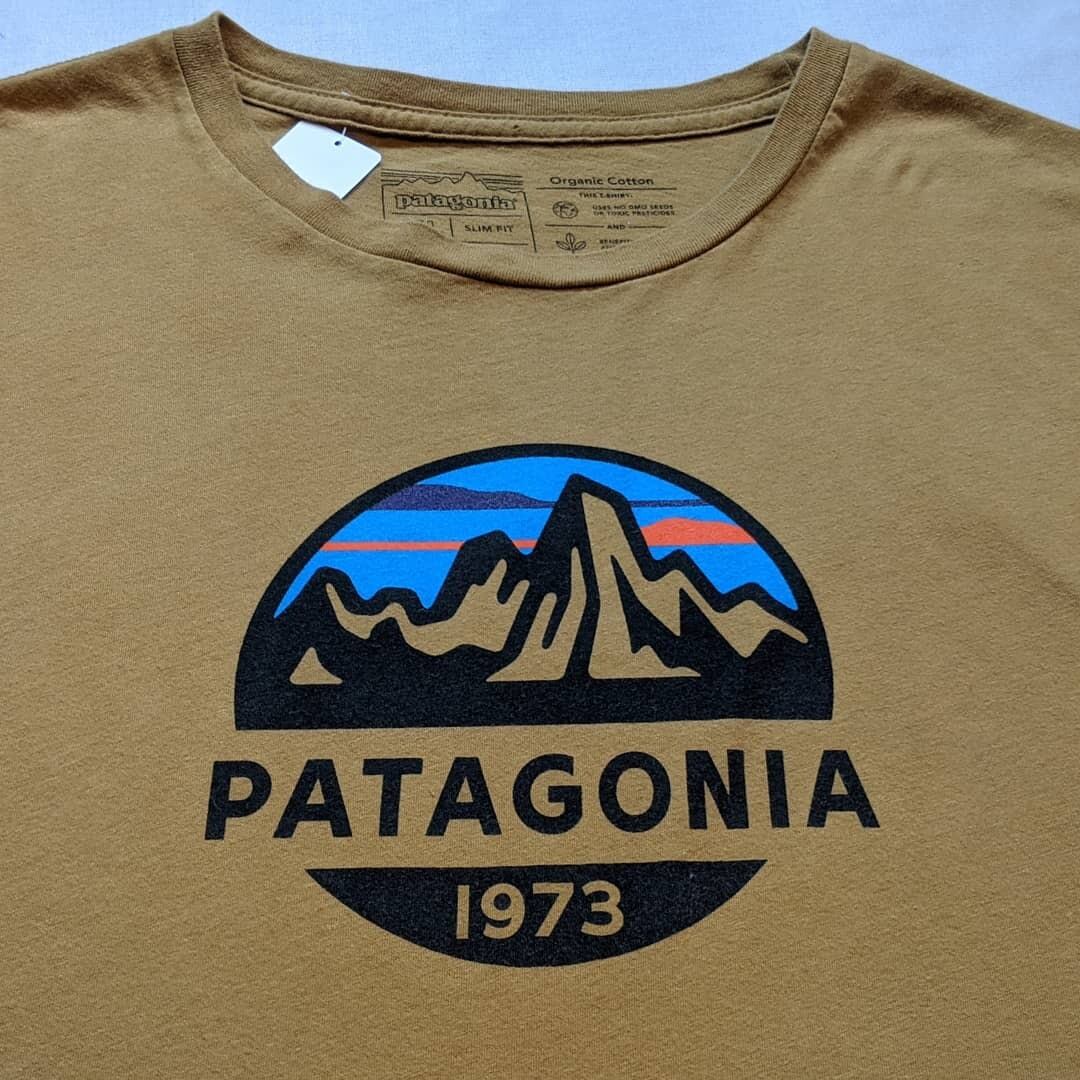 patagonia
SLIM FIT
Organic Cotton
THIS T-SHIRT:
USES NO GMO SEEDS
OR TOXIC PESTICIDES
AND
PATAGONIA
1973